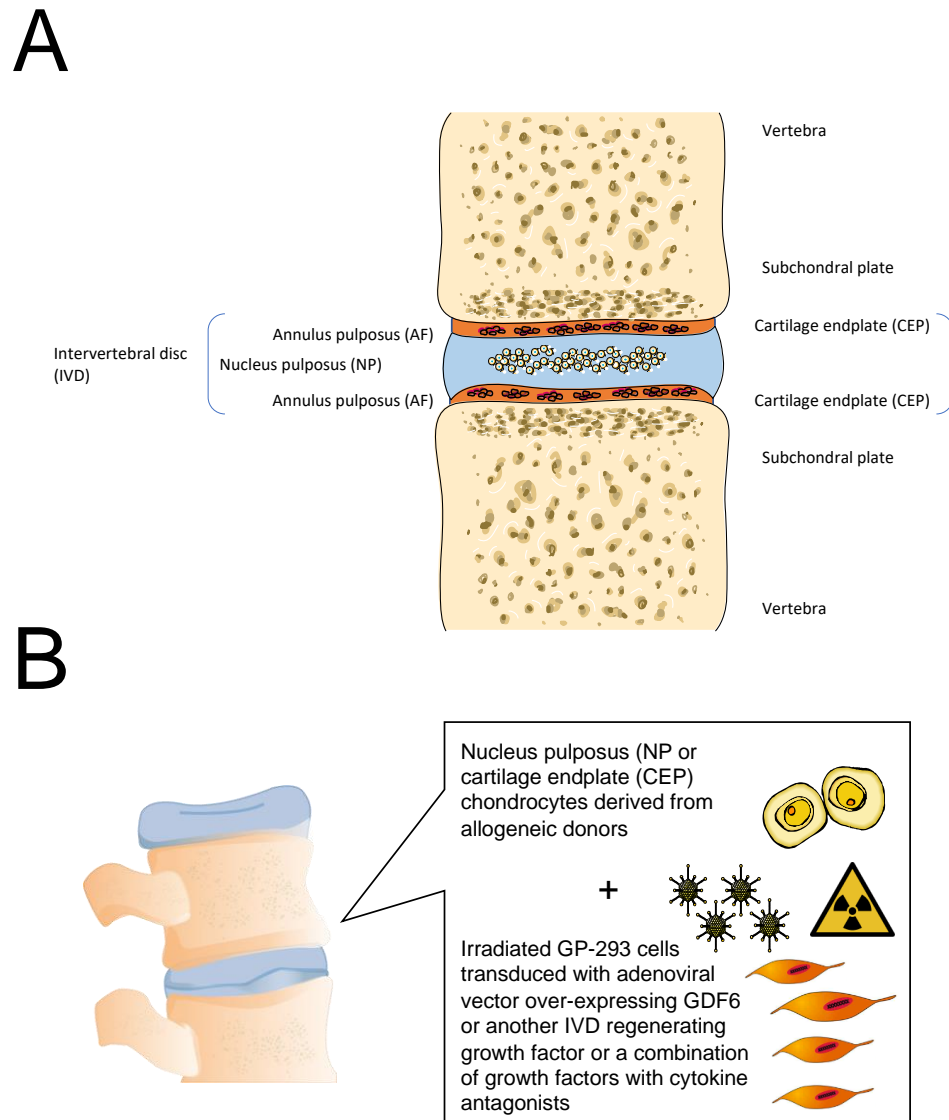 A
Vertebra
Subchondral plate
Annulus pulposus (AF)
Cartilage endplate (CEP)
Intervertebral disc
(IVD)
Nucleus pulposus (NP)
Annulus pulposus (AF)
Cartilage endplate (CEP)
Subchondral plate
Vertebra
B
Nucleus pulposus (NP or
cartilage endplate (CEP)
chondrocytes derived from
allogeneic donors
+
Irradiated GP-293 cells
transduced with adenoviral
vector over-expressing GDF6
or another IVD regenerating
growth factor or a combination
of growth factors with cytokine
antagonists